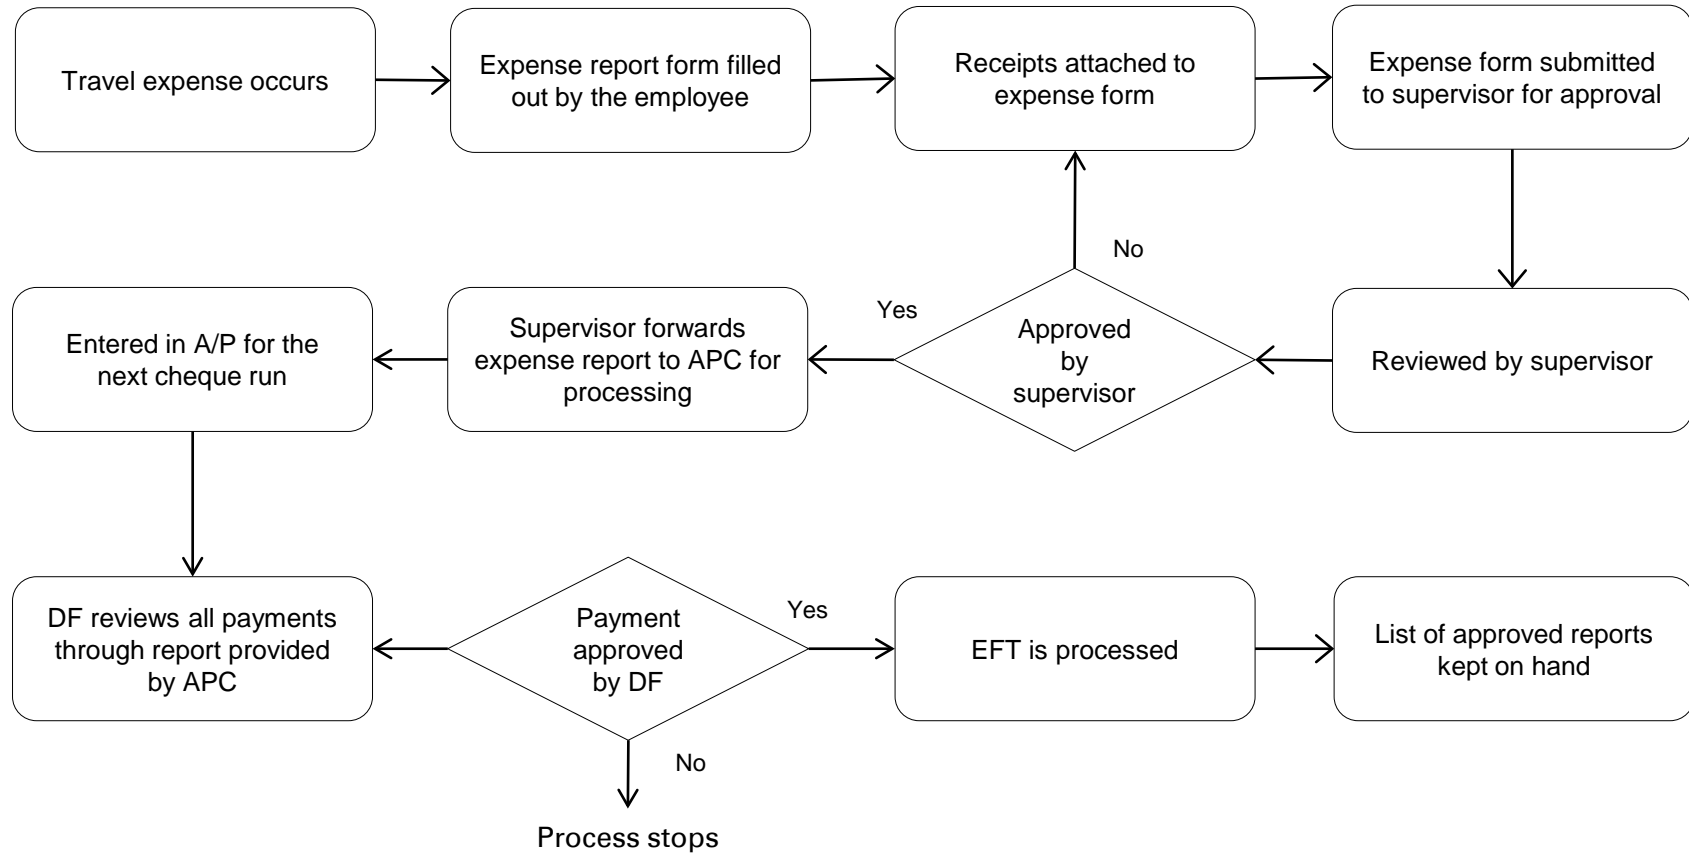 Travel expense occurs
Expense report form filled
out by the employee
Receipts attached to
expense form
Expense form submitted
to supervisor for approval
No
Yes
Entered in A/P for the
next cheque run
Supervisor forwards
expense report to APC for
processing
Approved
by
supervisor
Reviewed by supervisor
DF reviews all payments
through report provided
by APC
Payment
approved
by DF
Yes
EFT is processed
List of approved reports
kept on hand
No
Process stops